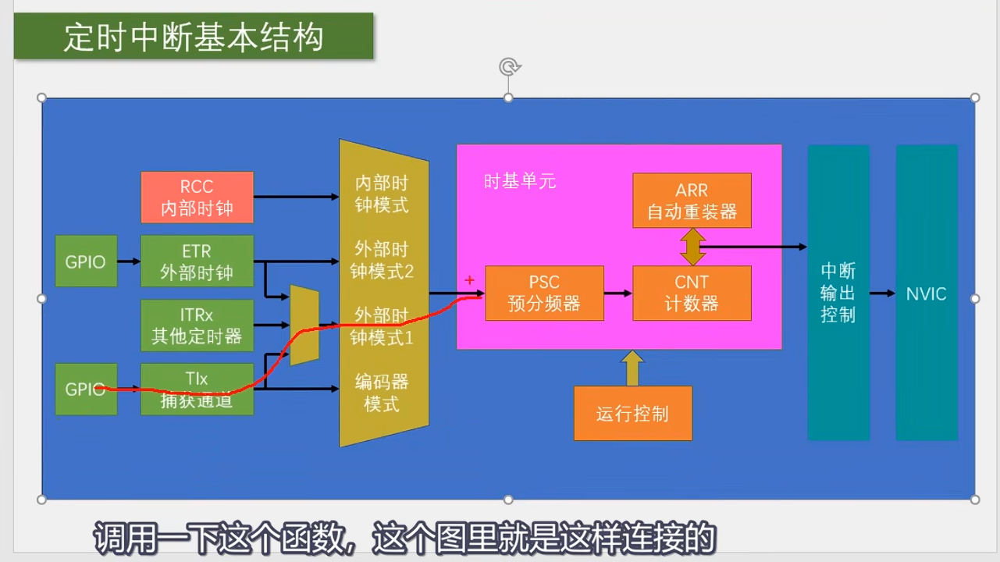 定时中断基本结构
RCC
内部时钟
GPIO
ETR
外部时钟
ITRx
其他定时器
GPIO
TIx
捕获通道
内部时
钟模式
外部时
钟模式2
外部时
钟模式1
编码器
模式
时基单元
ARR
自动重装器
PSC
预分频器
CNT
计数器
运行控制
中断
输出
控制
NVIC
调用一下这个函数，这个图里就是这样连接的